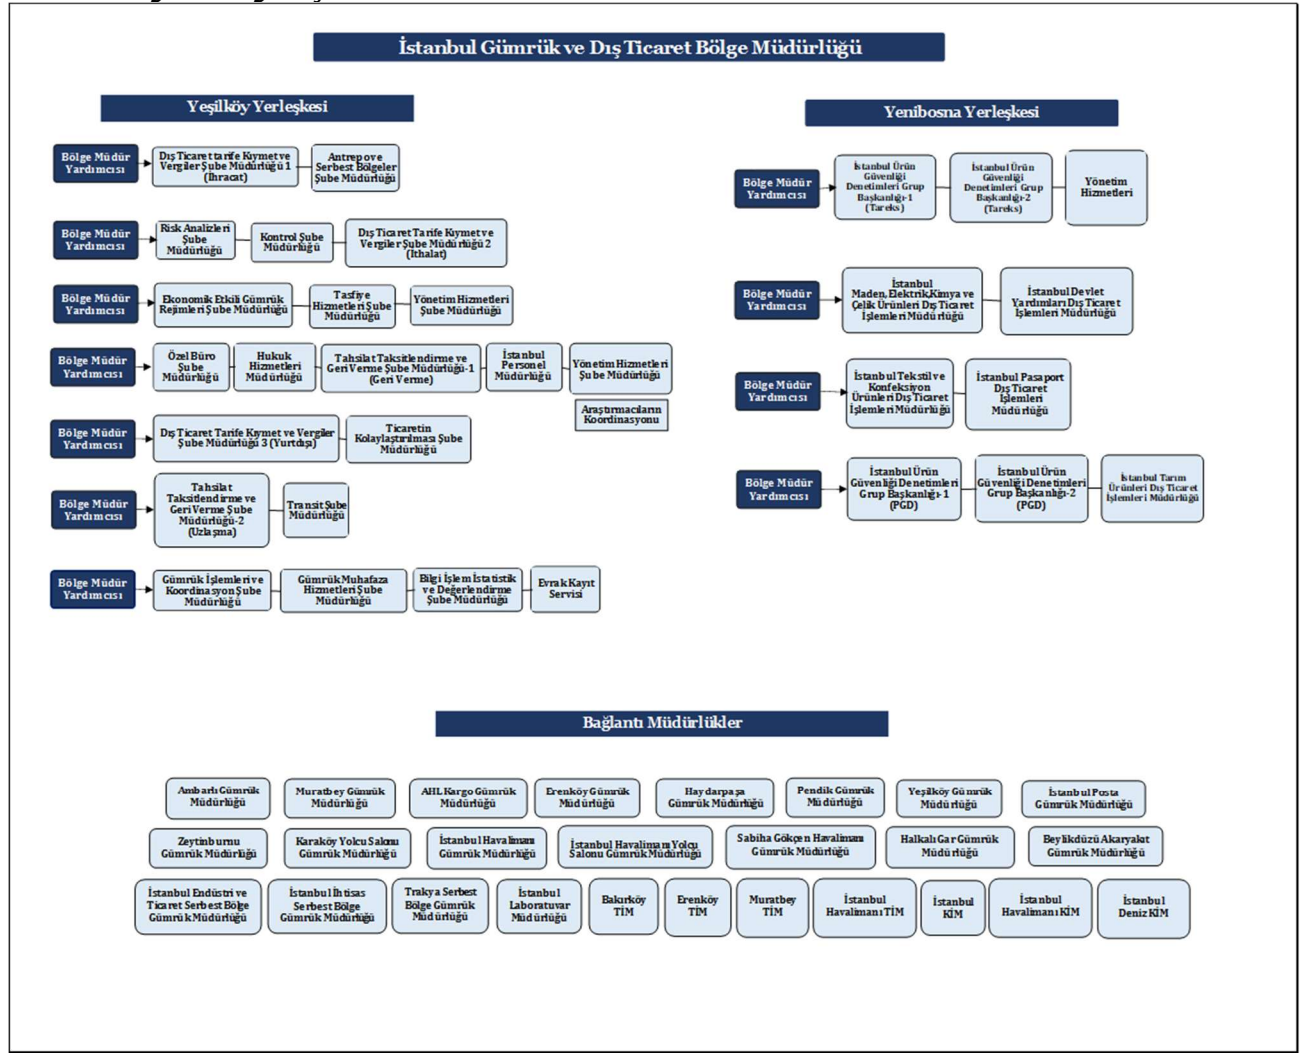 İstanbul Gümrük ve Dış Ticaret Bölge Müdürlüğü
Yeşilköy Yerleşkesi
Bölge Müdür
Yardımcısı
Dış Ticaret tarife Kıymet ve
Vergiler Şube Müdürlüğü 1
(İhracat)
Antrepo ve
Serbest Bölgeler
Şube Müdürlüğü
Bölge Müdür
Yardımcısı
Risk Analizleri
Şube
Müdürlüğü
Kontrol Şube
Müdürlüğü
Dış Ticaret Tarife Kıymet ve
Vergiler Şube Müdürlüğü 2
(İthalat)
Bölge Müdür
Yardımcısı
Ekonomik Etkili Gümrük
Rejimleri Şube Müdürlüğü
Tasfiye
Hizmetleri Şube
Müdürlüğü
Yönetim Hizmetleri
Şube Müdürlüğü
Bölge Müdür
Yardımcısı
Özel Büro
Şube
Müdürlüğü
Hukuk
Hizmetleri
Müdürlüğü
Tahsilat Taksitlendirme ve
Geri Verme Şube Müdürlüğü-1
(Geri Verme)
İstanbul
Personel
Müdürlüğü
Yönetim Hizmetleri
Şube Müdürlüğü
Araştırmacıların
Koordinasyonu
Bölge Müdür
Yardımcısı
Dış Ticaret Tarife Kıymet ve Vergiler
Şube Müdürlüğü 3 (Yurtdışı)
Ticaretin
Kolaylaştırılması Şube
Müdürlüğü
Bölge Müdür
Yardımcısı
Tahsilat
Taksitlendirme ve
Geri Verme Şube
Müdürlüğü-2
(Uzlaşma)
Transit Şube
Müdürlüğü
Bölge Müdür
Yardımcısı
Gümrük İşlemleri ve
Koordinasyon Şube
Müdürlüğü
Gümrük Muhafaza
Hizmetleri Şube
Müdürlüğü
Bilgi İşlem İstatistik
ve Değerlendirme
Şube Müdürlüğü
Evrak Kayıt
Servisi
Yenibosna Yerleşkesi
Bölge Müdür
Yardımcısı
İstanbul Ürün
Güvenliği
Denetimleri Grup
Başkanlığı-1
(Tareks)
İstanbul Ürün
Güvenliği
Denetimleri Grup
Başkanlığı-2
(Tareks)
Yönetim
Hizmetleri
Bölge Müdür
Yardımcısı
İstanbul
Maden,Elektrik,Kimya ve
Çelik Ürünleri Dış Ticaret
İşlemleri Müdürlüğü
İstanbul Devlet
Yardımları Dış Ticaret
İşlemleri Müdürlüğü
Bölge Müdür
Yardımcısı
İstanbul Tekstil ve
Konfeksiyon
Ürünleri Dış Ticaret
İşlemleri Müdürlüğü
İstanbul Pasaport
Dış Ticaret
İşlemleri
Müdürlüğü
Bölge Müdür
Yardımcısı
İstanbul Ürün
Güvenliği Denetimleri
Grup Başkanlığı-1
(PGD)
İstanbul Ürün
Güvenliği Denetimleri
Grup Başkanlığı-2
(PGD)
İstanbul Tarım
Ürünleri Dış Ticaret
İşlemleri Müdürlüğü
Bağlantı Müdürlükler
Ambarlı Gümrük
Müdürlüğü
Muratbey Gümrük
Müdürlüğü
AHL Kargo Gümrük
Müdürlüğü
Erenköy Gümrük
Müdürlüğü
Haydarpaşa
Gümrük Müdürlüğü
Pendik Gümrük
Müdürlüğü
Yeşilköy Gümrük
Müdürlüğü
İstanbul Posta
Gümrük Müdürlüğü
Zeytinburnu
Gümrük Müdürlüğü
Karaköy Yolcu Salonu
Gümrük Müdürlüğü
İstanbul Havalimanı
Gümrük Müdürlüğü
İstanbul Havalimanı Yolcu
Salonu Gümrük Müdürlüğü
Sabiha Gökçen Havalimanı
Gümrük Müdürlüğü
Halkalı Gar Gümrük
Müdürlüğü
Beylikdüzü Akaryakıt
Gümrük Müdürlüğü
İstanbul Endüstri ve
Ticaret Serbest Bölge
Gümrük Müdürlüğü
İstanbul İhtisas
Serbest Bölge
Gümrük Müdürlüğü
Trakya Serbest
Bölge Gümrük
Müdürlüğü
İstanbul
Laboratuvar
Müdürlüğü
Bakırköy
TİM
Erenköy
TİM
Muratbey
TİM
İstanbul
Havalimanı TİM
İstanbul
KİM
İstanbul
Havalimanı KİM
İstanbul
Deniz KİM